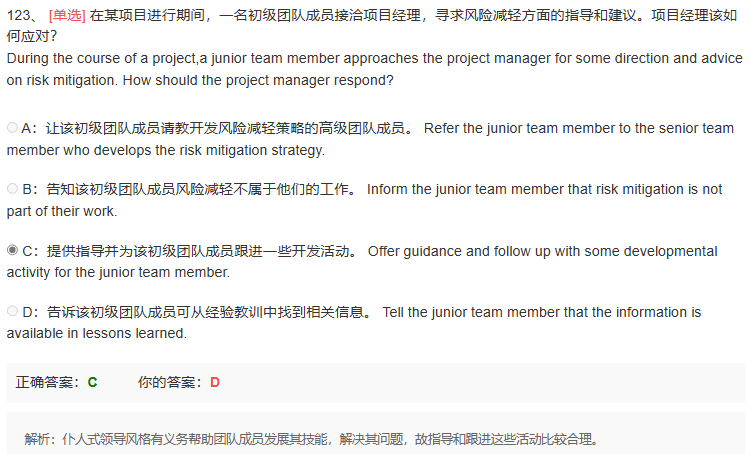 123、 [单选] 在某项目进行期间，一名初级团队成员接洽项目经理，寻求风险减轻方面的指导和建议。项目经理该如
何应对？
During the course of a project,a junior team member approaches the project manager for some direction and advice
on risk mitigation. How should the project manager respond?
A：让该初级团队成员请教开发风险减轻策略的高级团队成员。 Refer the junior team member to the senior team
member who develops the risk mitigation strategy.
B：告知该初级团队成员风险减轻不属于他们的工作。 Inform the junior team member that risk mitigation is not
part of their work.
C：提供指导并为该初级团队成员跟进一些开发活动。 Offer guidance and follow up with some developmental
activity for the junior team member.
D：告诉该初级团队成员可从经验教训中找到相关信息。 Tell the junior team member that the information is
available in lessons learned.
正确答案：C 你的答案：D
解析：仆人式领导风格有义务帮助团队成员发展其技能，解决其问题，故指导和跟进这些活动比较合理。